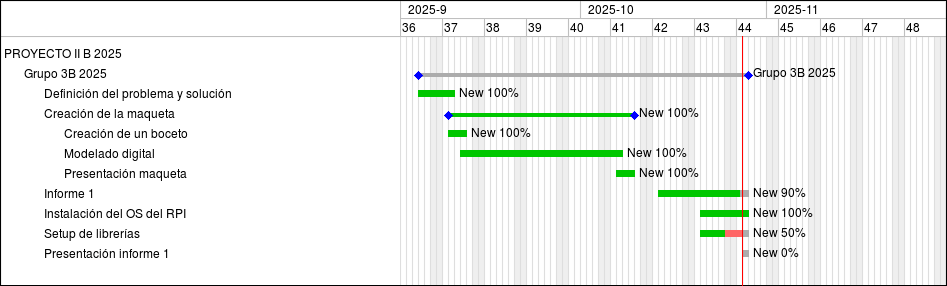 2025-9 2025-10 2025-11
36 37 38 39 40 41 42 43 44 45 46 47 48
PROYECTO II B 2025
Grupo 3B 2025 Grupo 3B 2025
Definición del problema y solución New 100%
Creación de la maqueta New 100%
Creación de un boceto New 100%
Modelado digital New 100%
Presentación maqueta New 100%
Informe 1 New 90%
Instalación del OS del RPI New 100%
Setup de librerías New 50%
Presentación informe 1 New 0%